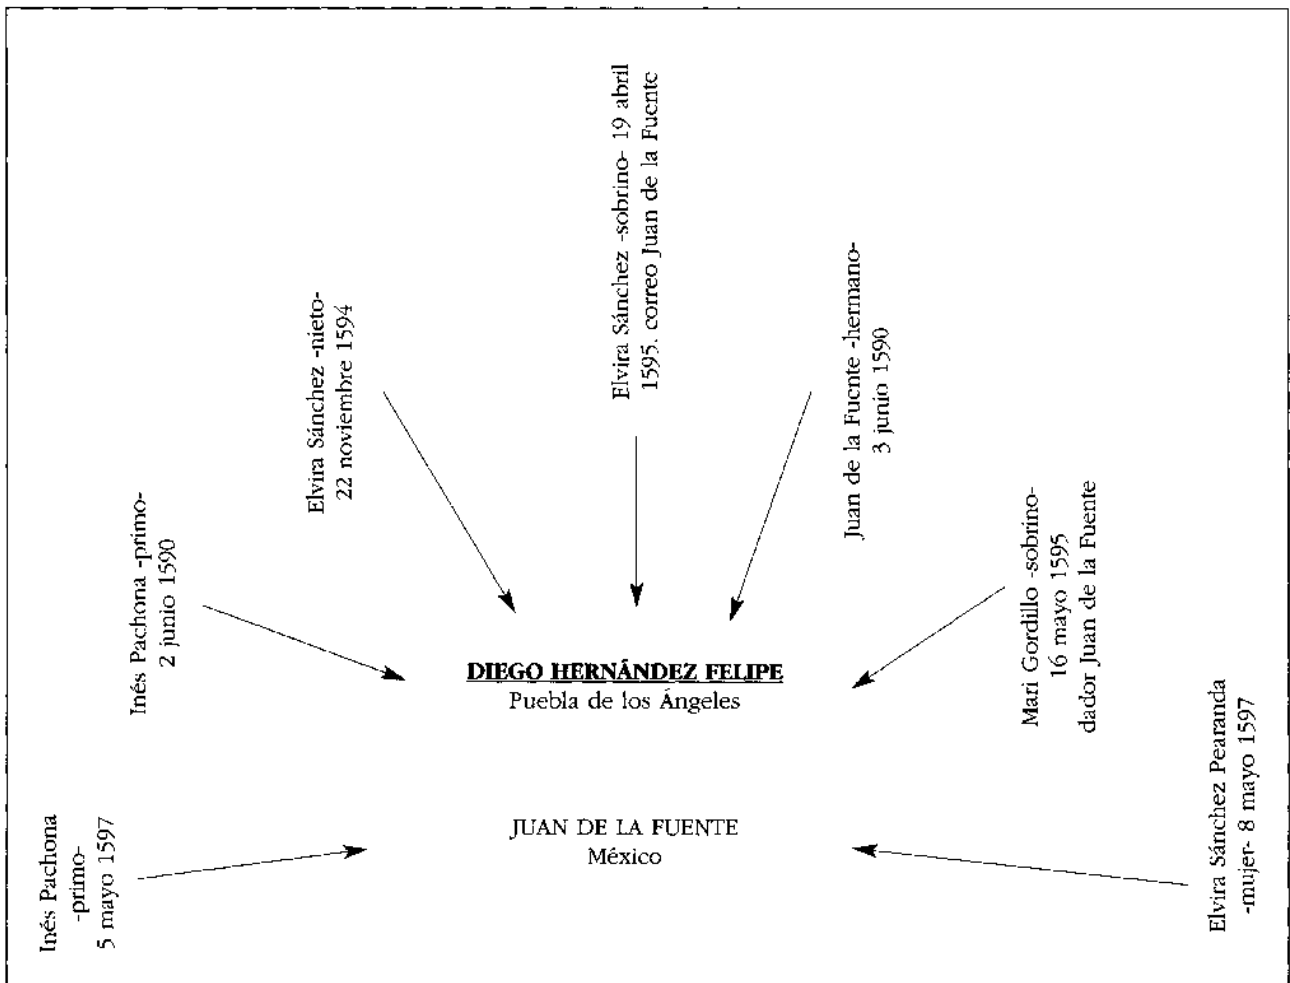 Inés Pachona
-primo-
5 mayo 1597
Inés Pachona -primo-
2 junio 1590
Elvira Sánchez -nieto-
22 noviembre 1594
Elvira Sánchez -sobrino- 19 abril
1595. correo Juan de la Fuente
Juan de la Fuente -hermano-
3 junio 1590
Mari Gordillo -sobrino-
16 mayo 1595
dador Juan de la Fuente
Elvira Sánchez Pearanda
-mujer- 8 mayo 1597
DIEGO HERNÁNDEZ FELIPE
Puebla de los Ángeles
JUAN DE LA FUENTE
México